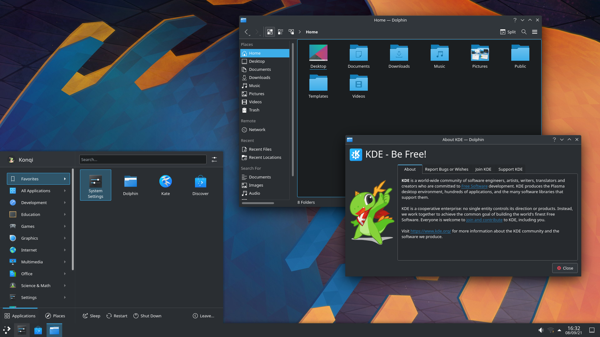 Home — Dolphin
Home
Split
Places
Home
Desktop
Documents
Downloads
Music
Pictures
Videos
Trash
Remote
Network
Recent
Recent Files
Recent Locations
Search For
Documents
Images
Audio
Desktop
Documents
Downloads
Music
Pictures
Public
Templates
Videos
8 Folders
About KDE — Dolphin
KDE - Be Free!
About
Report Bugs or Wishes
Join KDE
Support KDE
KDE is a world-wide community of software engineers, artists, writers, translators and
creators who are committed to Free Software development. KDE produces the Plasma
desktop environment, hundreds of applications, and the many software libraries that
support them.
KDE is a cooperative enterprise: no single entity controls its direction or products. Instead,
we work together to achieve the common goal of building the world's finest Free
Software. Everyone is welcome to join and contribute to KDE, including you.
Visit https://www.kde.org/ for more information about the KDE community and the
software we produce.
Close
Konqi
Search...
Favorites
All Applications
Development
Education
Games
Graphics
Internet
Multimedia
Office
Science & Math
Settings
System
Settings
Dolphin
Kate
Discover
Applications
Places
Sleep
Restart
Shut Down
Leave...
16:32
08/09/21